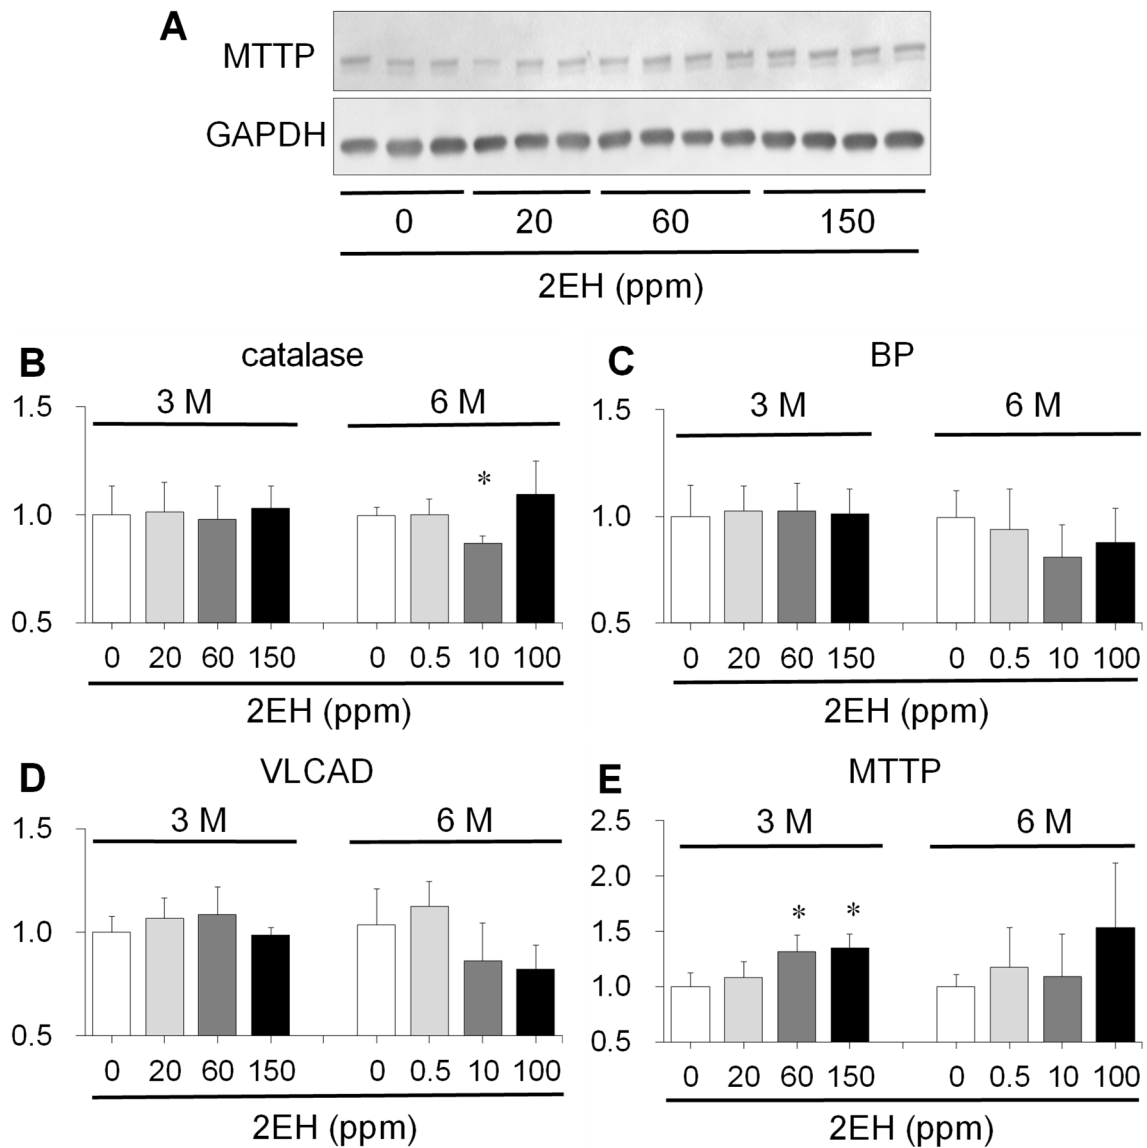 A
MTTP
GAPDH
0 20 60 150
2EH (ppm)
B catalase
3 M 6 M
1.5
*
1.0
0.5
0 20 60 150 0 0.5 10 100
2EH (ppm)
C BP
3 M 6 M
1.5
1.0
0.5
0 20 60 150 0 0.5 10 100
2EH (ppm)
D VLCAD
3 M 6 M
1.5
1.0
0.5
0 20 60 150 0 0.5 10 100
2EH (ppm)
E MTTP
3 M 6 M
2.5
2.0
* *
1.5
1.0
0.5
0 20 60 150 0 0.5 10 100
2EH (ppm)